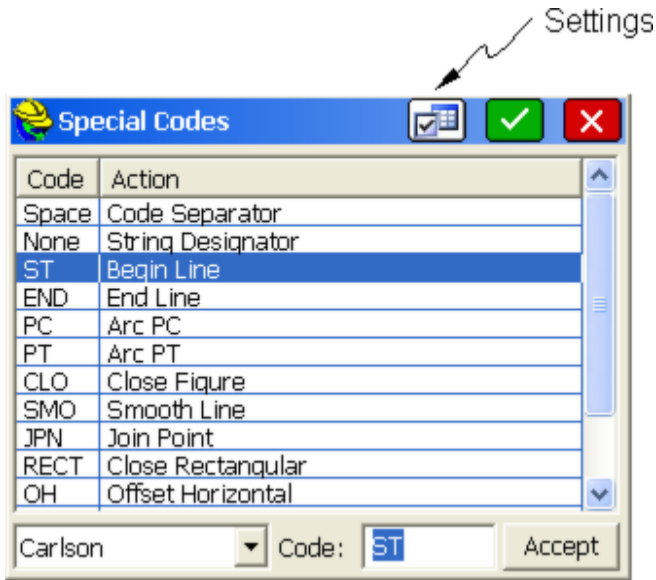 Settings
Special Codes
Code Action
Space Code Separator
None String Designator
ST Begin Line
END End Line
PC Arc PC
PT Arc PT
CLO Close Figure
SMO Smooth Line
JPN Join Point
RECT Close Rectangular
OH Offset Horizontal
Carlson Code: ST Accept